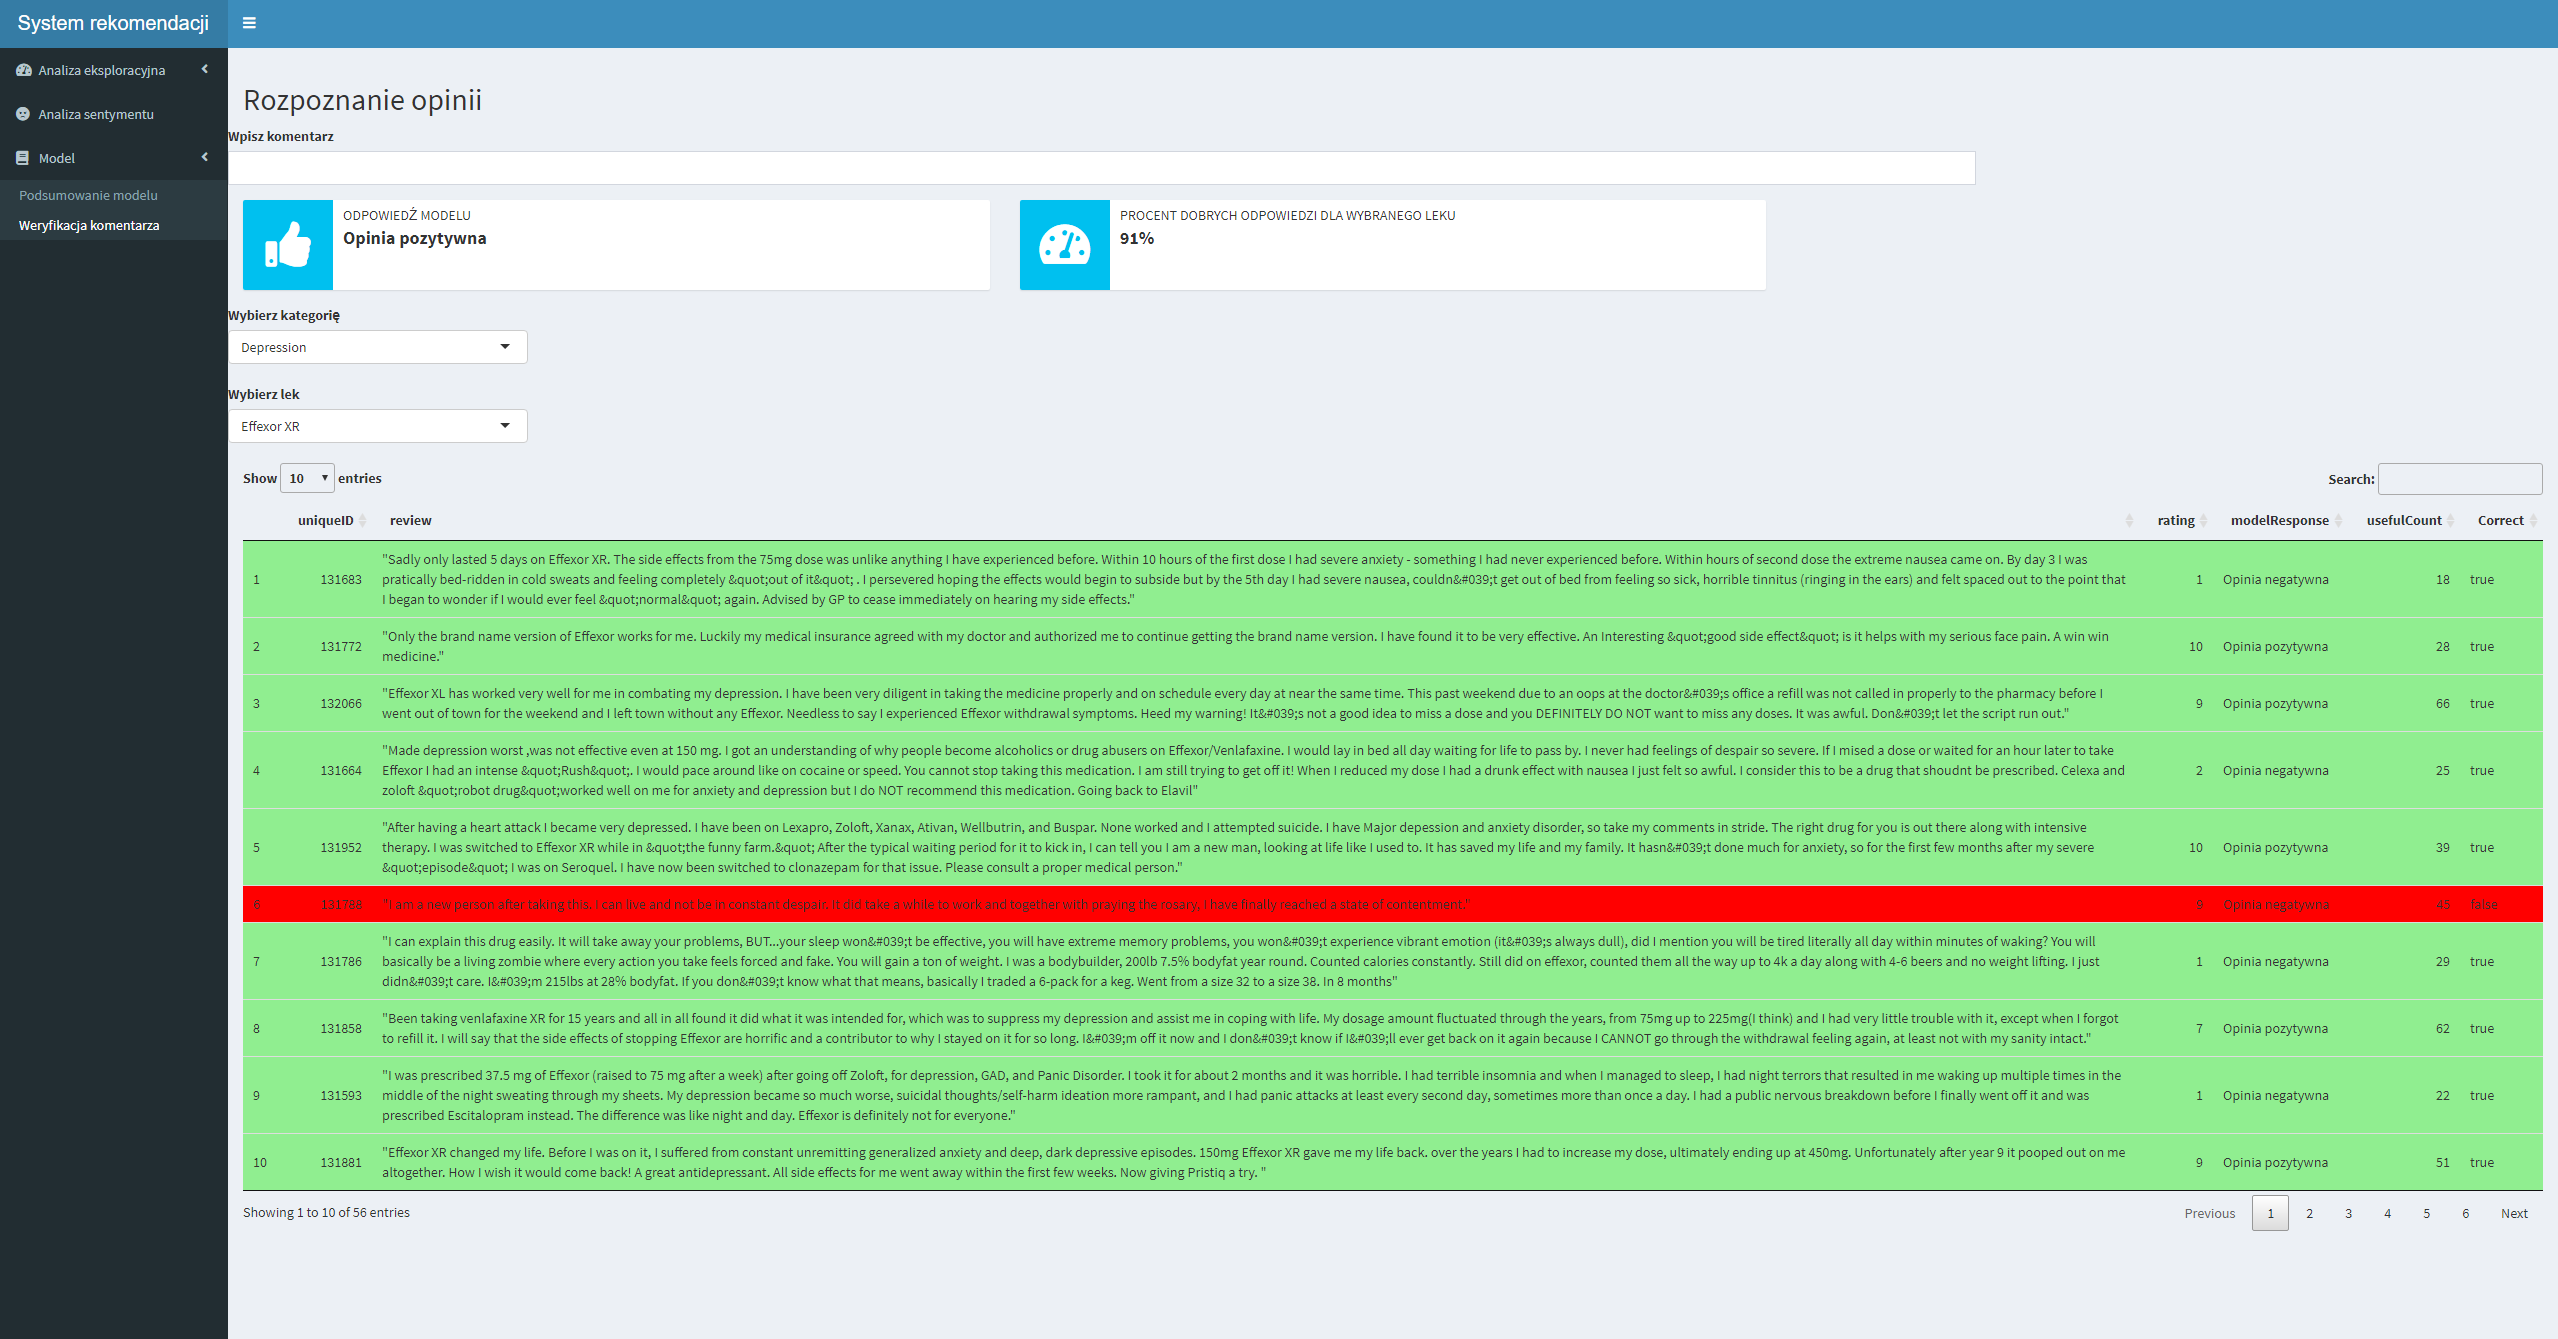 System rekomendacji
Analiza eksploracyjna
Analiza sentymentu
Model
Podsumowanie modelu
Weryfikacja komentarza
Rozpoznanie opinii
Wpisz komentarz
ODPOWIEDŹ MODELU
Opinia pozytywna
PROCENT DOBRYCH ODPOWIEDZI DLA WYBRANEGO LEKU
91%
Wybierz kategorię
Depression
Wybierz lek
Effexor XR
Show 10 entries
Search:
uniqueID review rating modelResponse usefulCount Correct
1 131683 "Sadly only lasted 5 days on Effexor XR. The side effects from the 75mg dose was unlike anything I have experienced before. Within 10 hours of the first dose I had severe anxiety - something I had never experienced before. Within hours of second dose the extreme nausea came on. By day 3 I was
pratically bed-ridden in cold sweats and feeling completely &quot;out of it&quot; . I persevered hoping the effects would begin to subside but by the 5th day I had severe nausea, couldn&#039;t get out of bed from feeling so sick, horrible tinnitus (ringing in the ears) and felt spaced out to the point that
I began to wonder if I would ever feel &quot;normal&quot; again. Advised by GP to cease immediately on hearing my side effects." 1 Opinia negatywna 18 true
2 131772 "Only the brand name version of Effexor works for me. Luckily my medical insurance agreed with my doctor and authorized me to continue getting the brand name version. I have found it to be very effective. An Interesting &quot;good side effect&quot; is it helps with my serious face pain. A win win
medicine." 10 Opinia pozytywna 28 true
3 132066 "Effexor XL has worked very well for me in combating my depression. I have been very diligent in taking the medicine properly and on schedule every day at near the same time. This past weekend due to an oops at the doctor&#039;s office a refill was not called in properly to the pharmacy before I
went out of town for the weekend and I left town without any Effexor. Needless to say I experienced Effexor withdrawal symptoms. Heed my warning! It&#039;s not a good idea to miss a dose and you DEFINITELY DO NOT want to miss any doses. It was awful. Don&#039;t let the script run out." 9 Opinia pozytywna 66 true
4 131664 "Made depression worst ,was not effective even at 150 mg. I got an understanding of why people become alcoholics or drug abusers on Effexor/Venlafaxine. I would lay in bed all day waiting for life to pass by. I never had feelings of despair so severe. If I mised a dose or waited for an hour later to take
Effexor I had an intense &quot;Rush&quot;. I would pace around like on cocaine or speed. You cannot stop taking this medication. I am still trying to get off it! When I reduced my dose I had a drunk effect with nausea I just felt so awful. I consider this to be a drug that shoudnt be prescribed. Celexa and
zoloft &quot;robot drug&quot;worked well on me for anxiety and depression but I do NOT recommend this medication. Going back to Elavil" 2 Opinia negatywna 25 true
5 131952 "After having a heart attack I became very depressed. I have been on Lexapro, Zoloft, Xanax, Ativan, Wellbutrin, and Buspar. None worked and I attempted suicide. I have Major depession and anxiety disorder, so take my comments in stride. The right drug for you is out there along with intensive
therapy. I was switched to Effexor XR while in &quot;the funny farm.&quot; After the typical waiting period for it to kick in, I can tell you I am a new man, looking at life like I used to. It has saved my life and my family. It hasn&#039;t done much for anxiety, so for the first few months after my severe
&quot;episode&quot; I was on Seroquel. I have now been switched to clonazepam for that issue. Please consult a proper medical person." 10 Opinia pozytywna 39 true
6 131788 "I am a new person after taking this. I can live and not be in constant despair. It did take a while to work and together with praying the rosary, I have finally reached a state of contentment." 9 Opinia negatywna 45 false
7 131786 "I can explain this drug easily. It will take away your problems, BUT...your sleep won&#039;t be effective, you will have extreme memory problems, you won&#039;t experience vibrant emotion (it&#039;s always dull), did I mention you will be tired literally all day within minutes of waking? You will
basically be a living zombie where every action you take feels forced and fake. You will gain a ton of weight. I was a bodybuilder, 200lb 7.5% bodyfat year round. Counted calories constantly. Still did on effexor, counted them all the way up to 4k a day along with 4-6 beers and no weight lifting. I just
didn&#039;t care. I&#039;m 215lbs at 28% bodyfat. If you don&#039;t know what that means, basically I traded a 6-pack for a keg. Went from a size 32 to a size 38. In 8 months" 1 Opinia negatywna 29 true
8 131858 "Been taking venlafaxine XR for 15 years and all in all found it did what it was intended for, which was to suppress my depression and assist me in coping with life. My dosage amount fluctuated through the years, from 75mg up to 225mg(I think) and I had very little trouble with it, except when I forgot
to refill it. I will say that the side effects of stopping Effexor are horrific and a contributor to why I stayed on it for so long. I&#039;m off it now and I don&#039;t know if I&#039;ll ever get back on it again because I CANNOT go through the withdrawal feeling again, at least not with my sanity intact." 7 Opinia pozytywna 62 true
9 131593 "I was prescribed 37.5 mg of Effexor (raised to 75 mg after a week) after going off Zoloft, for depression, GAD, and Panic Disorder. I took it for about 2 months and it was horrible. I had terrible insomnia and when I managed to sleep, I had night terrors that resulted in me waking up multiple times in the
middle of the night sweating through my sheets. My depression became so much worse, suicidal thoughts/self-harm ideation more rampant, and I had panic attacks at least every second day, sometimes more than once a day. I had a public nervous breakdown before I finally went off it and was
prescribed Escitalopram instead. The difference was like night and day. Effexor is definitely not for everyone." 1 Opinia negatywna 22 true
10 131881 "Effexor XR changed my life. Before I was on it, I suffered from constant unremitting generalized anxiety and deep, dark depressive episodes. 150mg Effexor XR gave me my life back. over the years I had to increase my dose, ultimately ending up at 450mg. Unfortunately after year 9 it pooped out on me
altogether. How I wish it would come back! A great antidepressant. All side effects for me went away within the first few weeks. Now giving Pristiq a try. " 9 Opinia pozytywna 51 true
Showing 1 to 10 of 56 entries
Previous 1 2 3 4 5 6 Next